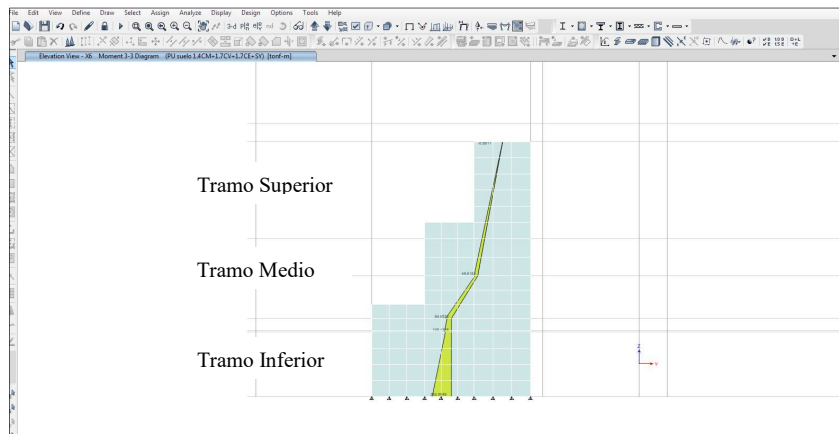 File Edit View Define Draw Select Assign Analyze Display Design Options Tools Help
Elevation View - X6 Moment 3-3 Diagram (PU suelo.1.4CM+1.7CV+1.7CE+SY) [tonf-m]
Tramo Superior
Tramo Medio
Tramo Inferior
Z
Y